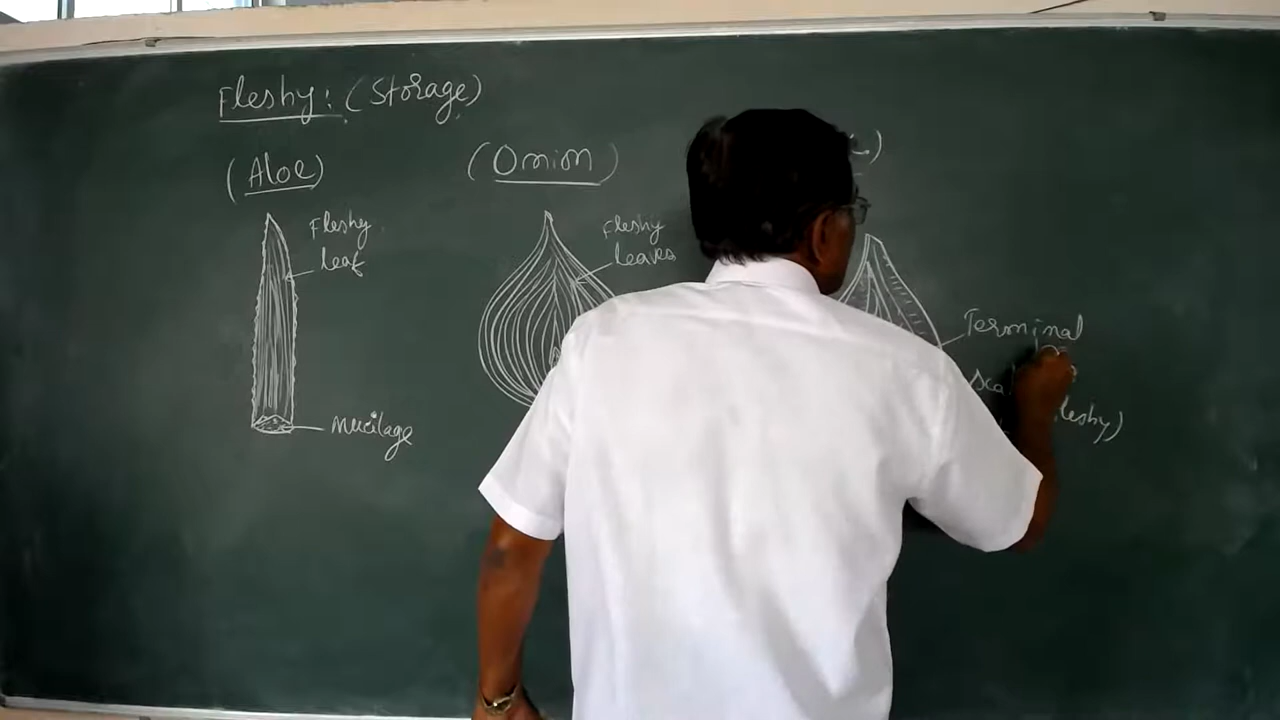 Fleshy: (Storage)
(Aloe)
(Onion)
Fleshy
leaf
Mucilage
Fleshy
leaves
Terminal